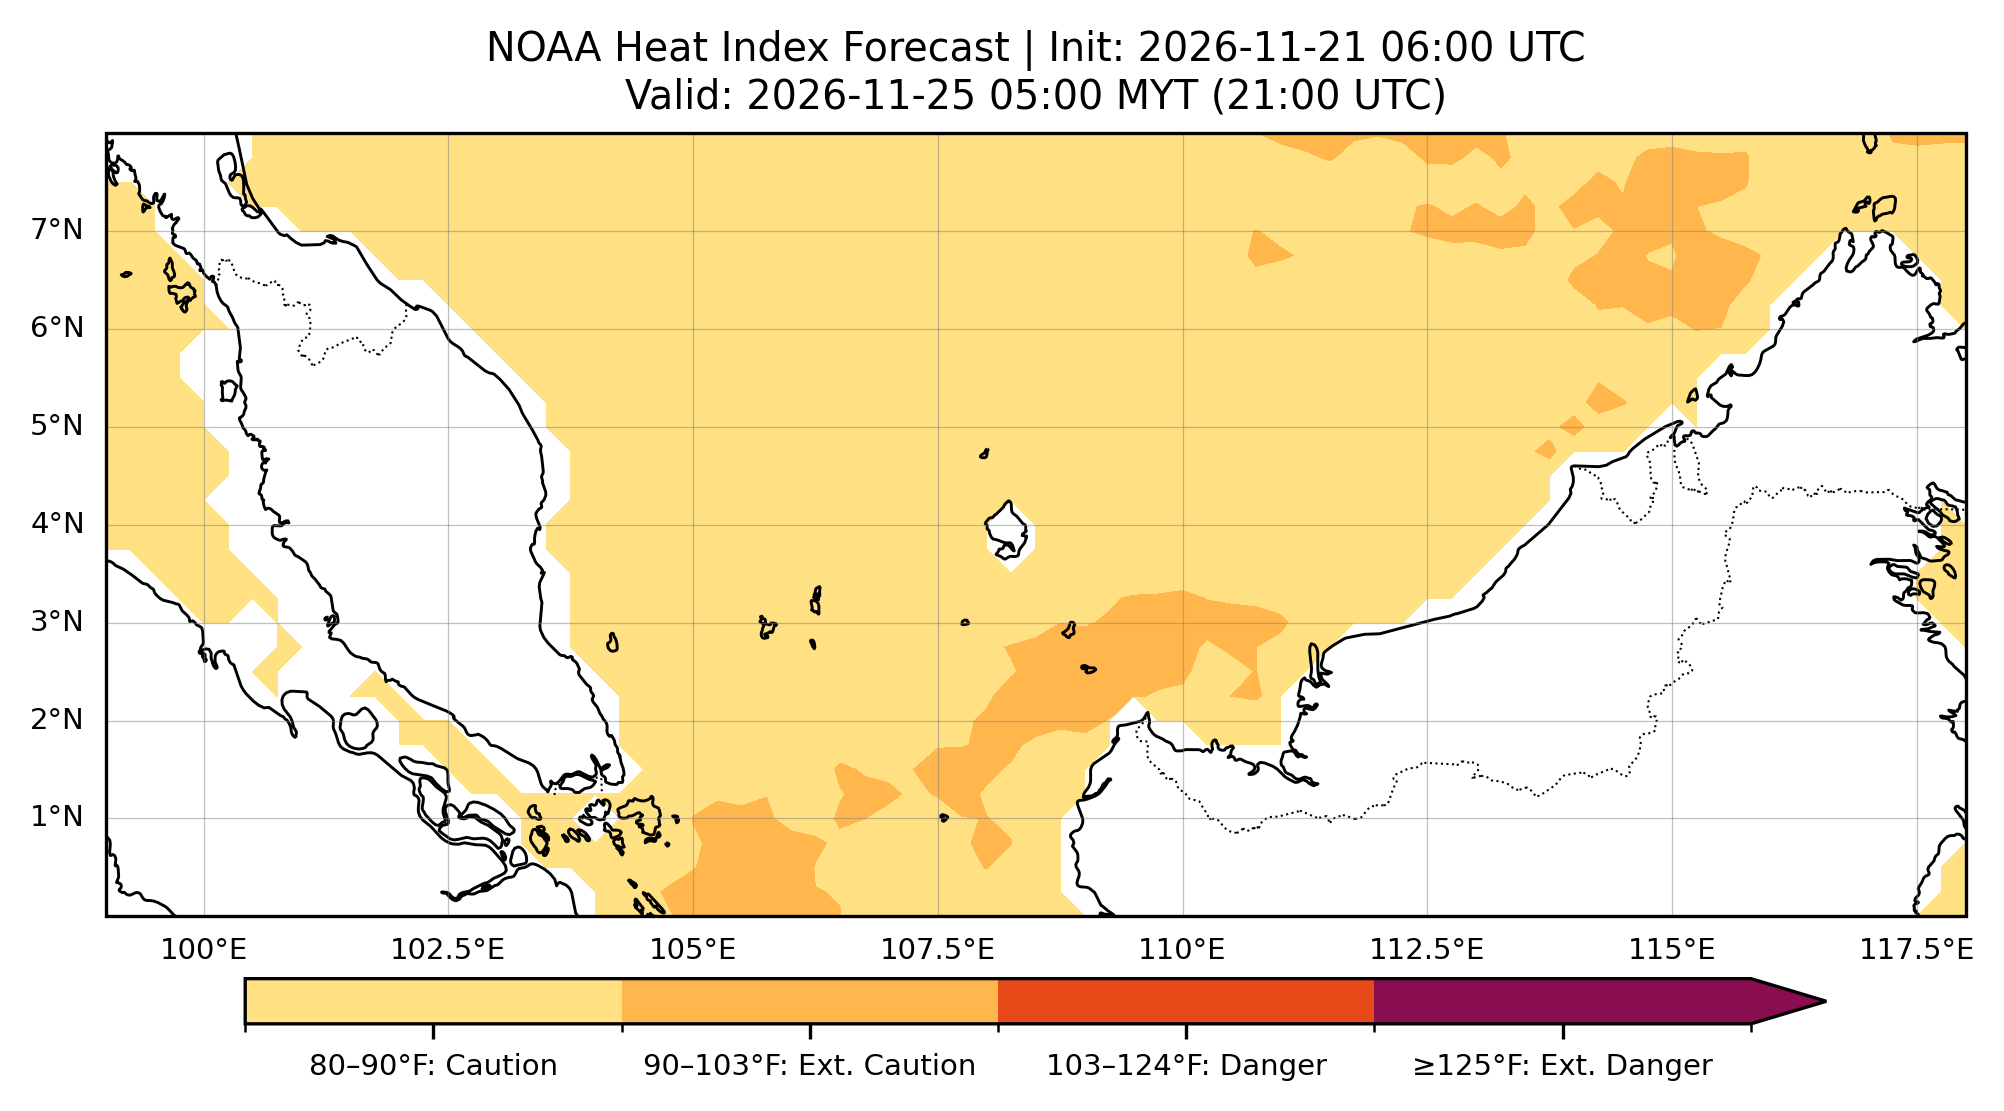 NOAA Heat Index Forecast | Init: 2026-11-21 06:00 UTC
Valid: 2026-11-25 05:00 MYT (21:00 UTC)
7°N
6°N
5°N
4°N
3°N
2°N
1°N
100°E 102.5°E 105°E 107.5°E 110°E 112.5°E 115°E 117.5°E
80–90°F: Caution 90–103°F: Ext. Caution 103–124°F: Danger ≥125°F: Ext. Danger